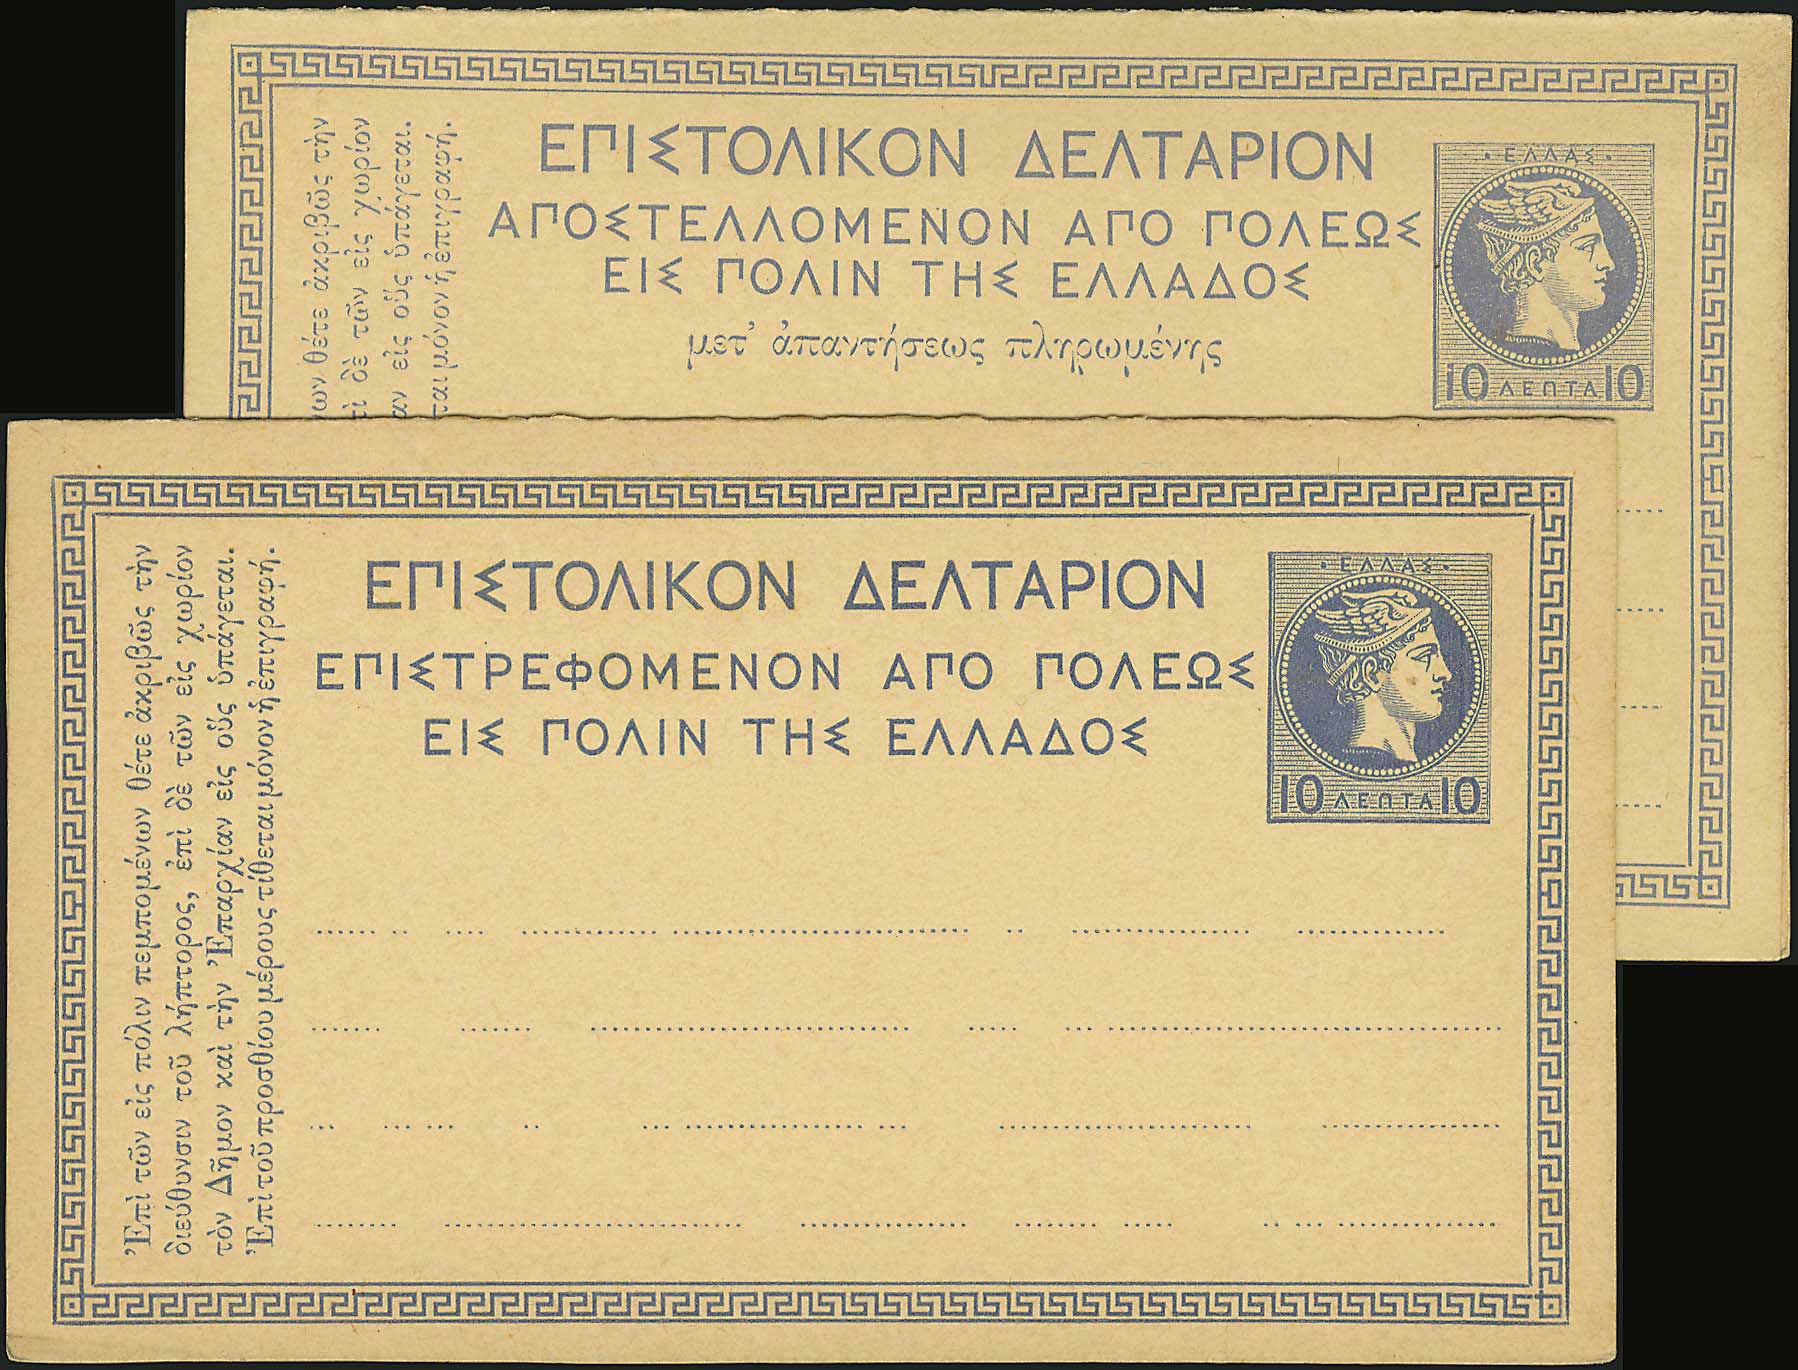 ΕΠΙΣΤΟΛΙΚΟΝ ΔΕΛΤΑΡΙΟΝ
ΑΠΟΣΤΕΛΛΟΜΕΝΟΝ ΑΠΟ ΠΟΛΕΩΣ
ΕΙΣ ΠΟΛΙΝ ΤΗΣ ΕΛΛΑΔΟΣ
μετ' ἀπαντήσεως πληρωμένης
· ΕΛΛΑΣ ·
10 ΛΕΠΤΑ 10
θέτε ἀκριβῶς τὴν
δὲ τῶν εἰς χωρίον
εἰς οὓς ὑπάγεται.
μόνον ἡ ἐπιγραφή.
ΕΠΙΣΤΟΛΙΚΟΝ ΔΕΛΤΑΡΙΟΝ
ΕΠΙΣΤΡΕΦΟΜΕΝΟΝ ΑΠΟ ΠΟΛΕΩΣ
ΕΙΣ ΠΟΛΙΝ ΤΗΣ ΕΛΛΑΔΟΣ
· ΕΛΛΑΣ ·
10 ΛΕΠΤΑ 10
Ἐπὶ τῶν εἰς πόλιν πεμπομένων θέτε ἀκριβῶς τὴν
διεύθυνσιν τοῦ λήπτορος, ἐπὶ δὲ τῶν εἰς χωρίον
τὸν Δῆμον καὶ τὴν Ἐπαρχίαν εἰς οὓς ὑπάγεται.
Ἐπὶ τοῦ προσθίου μέρους τίθεται μόνον ἡ ἐπιγραφή.